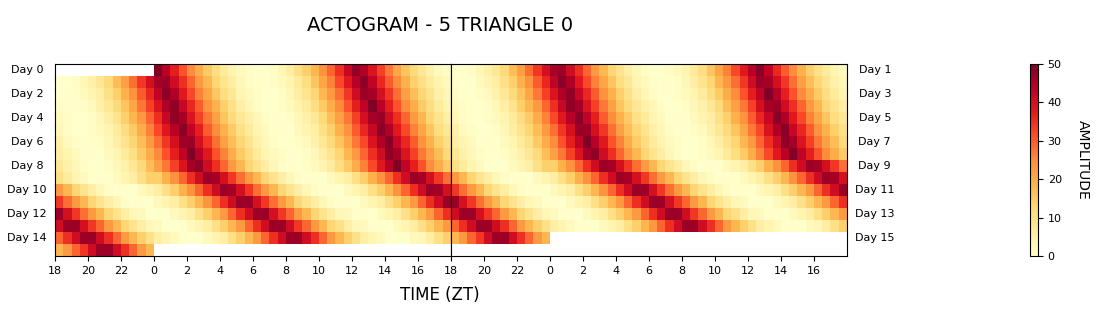 ACTOGRAM - 5 TRIANGLE 0
Day 0 Day 1 50
Day 2 Day 3 40
Day 4 Day 5
Day 6 Day 7 30
Day 8 Day 9 20
Day 10 Day 11
Day 12 Day 13 10
Day 14 Day 15 0
AMPLITUDE
18 20 22 0 2 4 6 8 10 12 14 16 18 20 22 0 2 4 6 8 10 12 14 16
TIME (ZT)